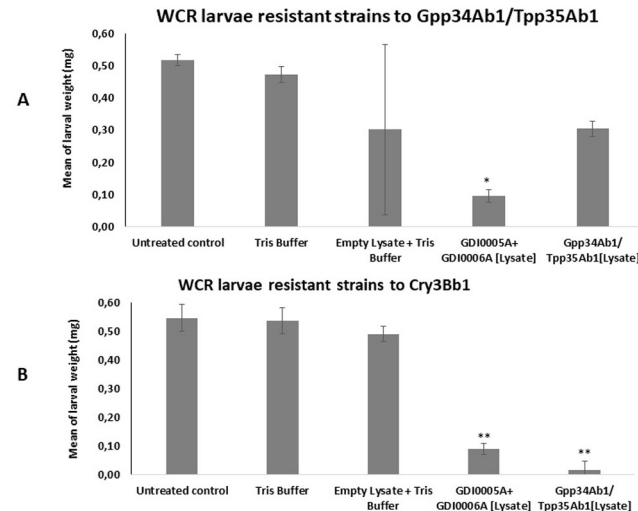 WCR larvae resistant strains to Gpp34Ab1/Tpp35Ab1
A
Mean of larval weight (mg)
0,60
0,50
0,40
0,30
0,20
0,10
0,00
*
Untreated control
Tris Buffer
Empty Lysate + Tris
Buffer
GDI0005A+
GDI0006A [Lysate]
Gpp34Ab1/
Tpp35Ab1[Lysate]
WCR larvae resistant strains to Cry3Bb1
B
Mean of larval weight (mg)
0,60
0,50
0,40
0,30
0,20
0,10
0,00
**
**
Untreated control
Tris Buffer
Empty Lysate + Tris
Buffer
GDI0005A+
GDI0006A [Lysate]
Gpp34Ab1/
Tpp35Ab1[Lysate]